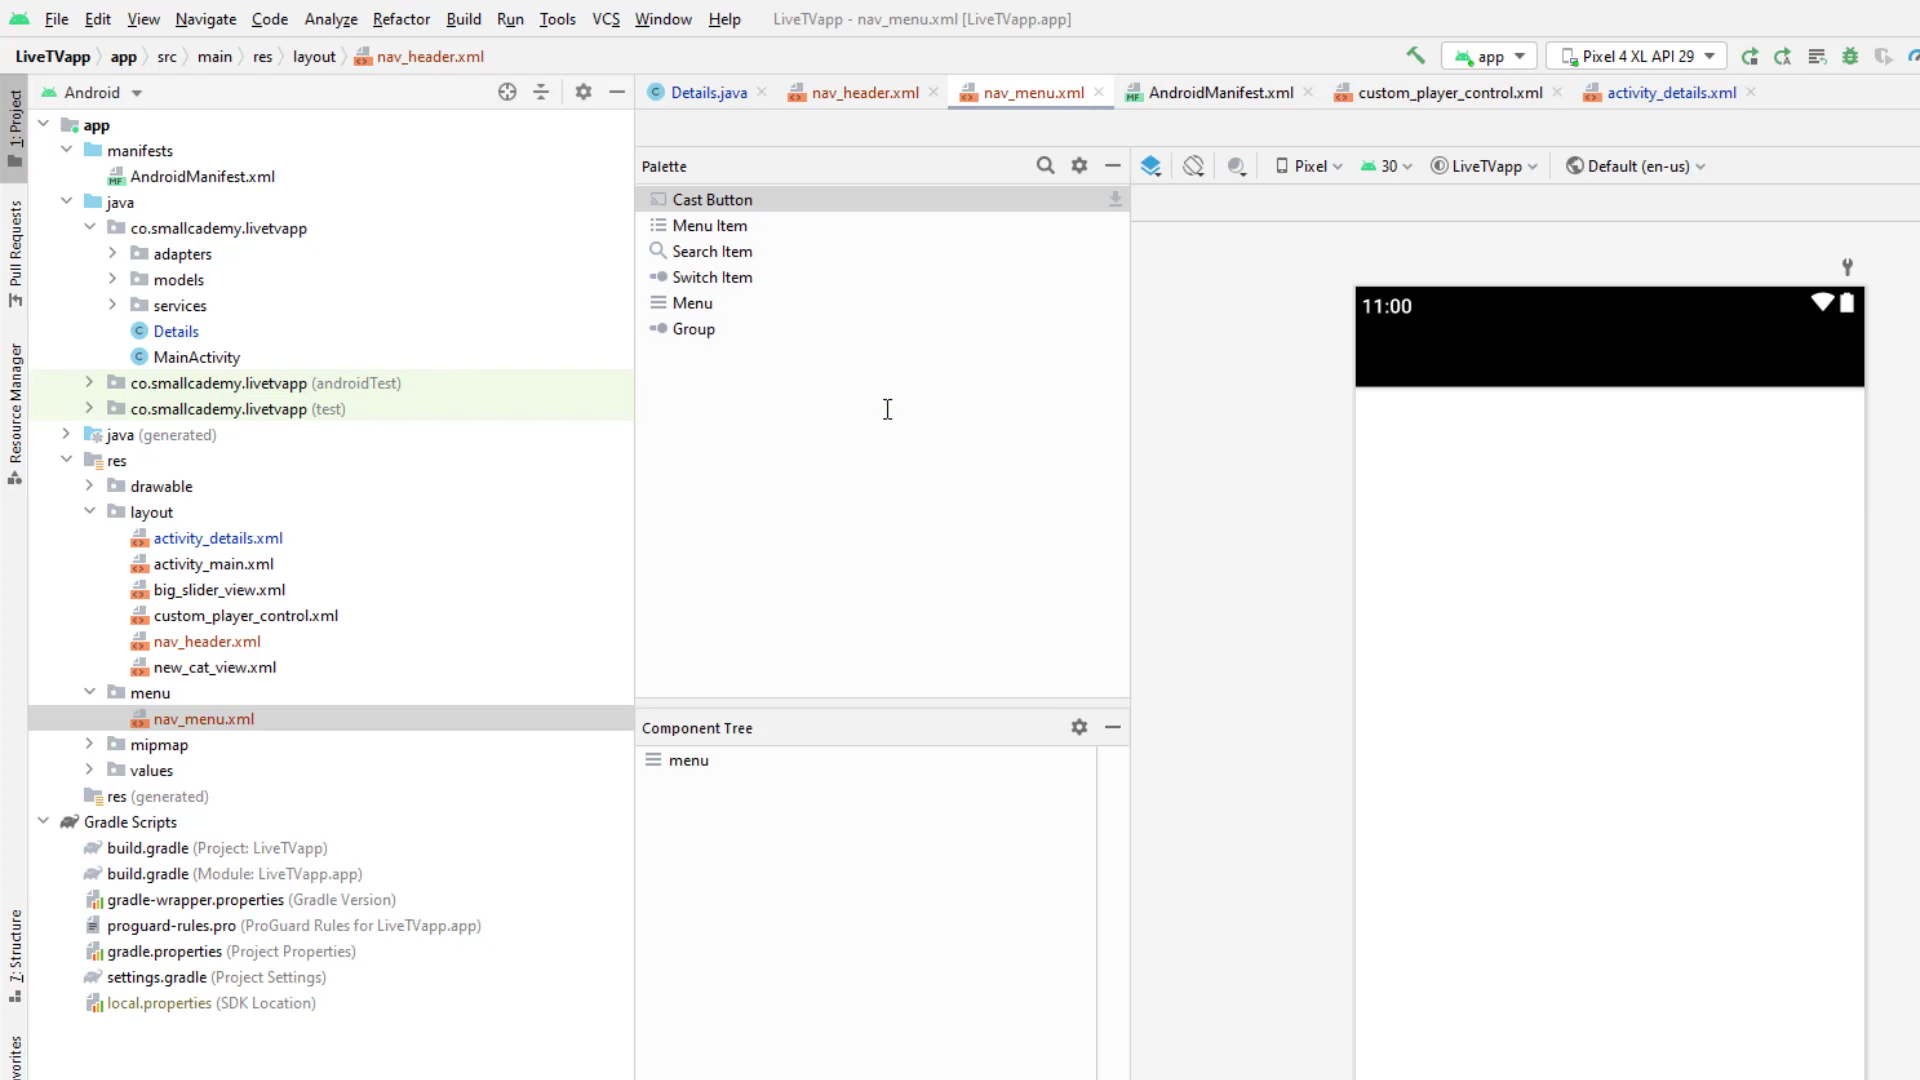 File Edit View Navigate Code Analyze Refactor Build Run Tools VCS Window Help LiveTVapp - nav_menu.xml [LiveTVapp.app]
LiveTVapp app src main res layout nav_header.xml app Pixel 4 XL API 29
Android
Details.java nav_header.xml nav_menu.xml AndroidManifest.xml custom_player_control.xml activity_details.xml
1: Project
Pull Requests
Resource Manager
7: Structure
app
manifests
AndroidManifest.xml
java
co.smallcademy.livetvapp
adapters
models
services
Details
MainActivity
co.smallcademy.livetvapp (androidTest)
co.smallcademy.livetvapp (test)
java (generated)
res
drawable
layout
activity_details.xml
activity_main.xml
big_slider_view.xml
custom_player_control.xml
nav_header.xml
new_cat_view.xml
menu
nav_menu.xml
mipmap
values
res (generated)
Gradle Scripts
build.gradle (Project: LiveTVapp)
build.gradle (Module: LiveTVapp.app)
gradle-wrapper.properties (Gradle Version)
proguard-rules.pro (ProGuard Rules for LiveTVapp.app)
gradle.properties (Project Properties)
settings.gradle (Project Settings)
local.properties (SDK Location)
Palette
Cast Button
Menu Item
Search Item
Switch Item
Menu
Group
Component Tree
menu
Pixel 30 LiveTVapp Default (en-us)
11:00